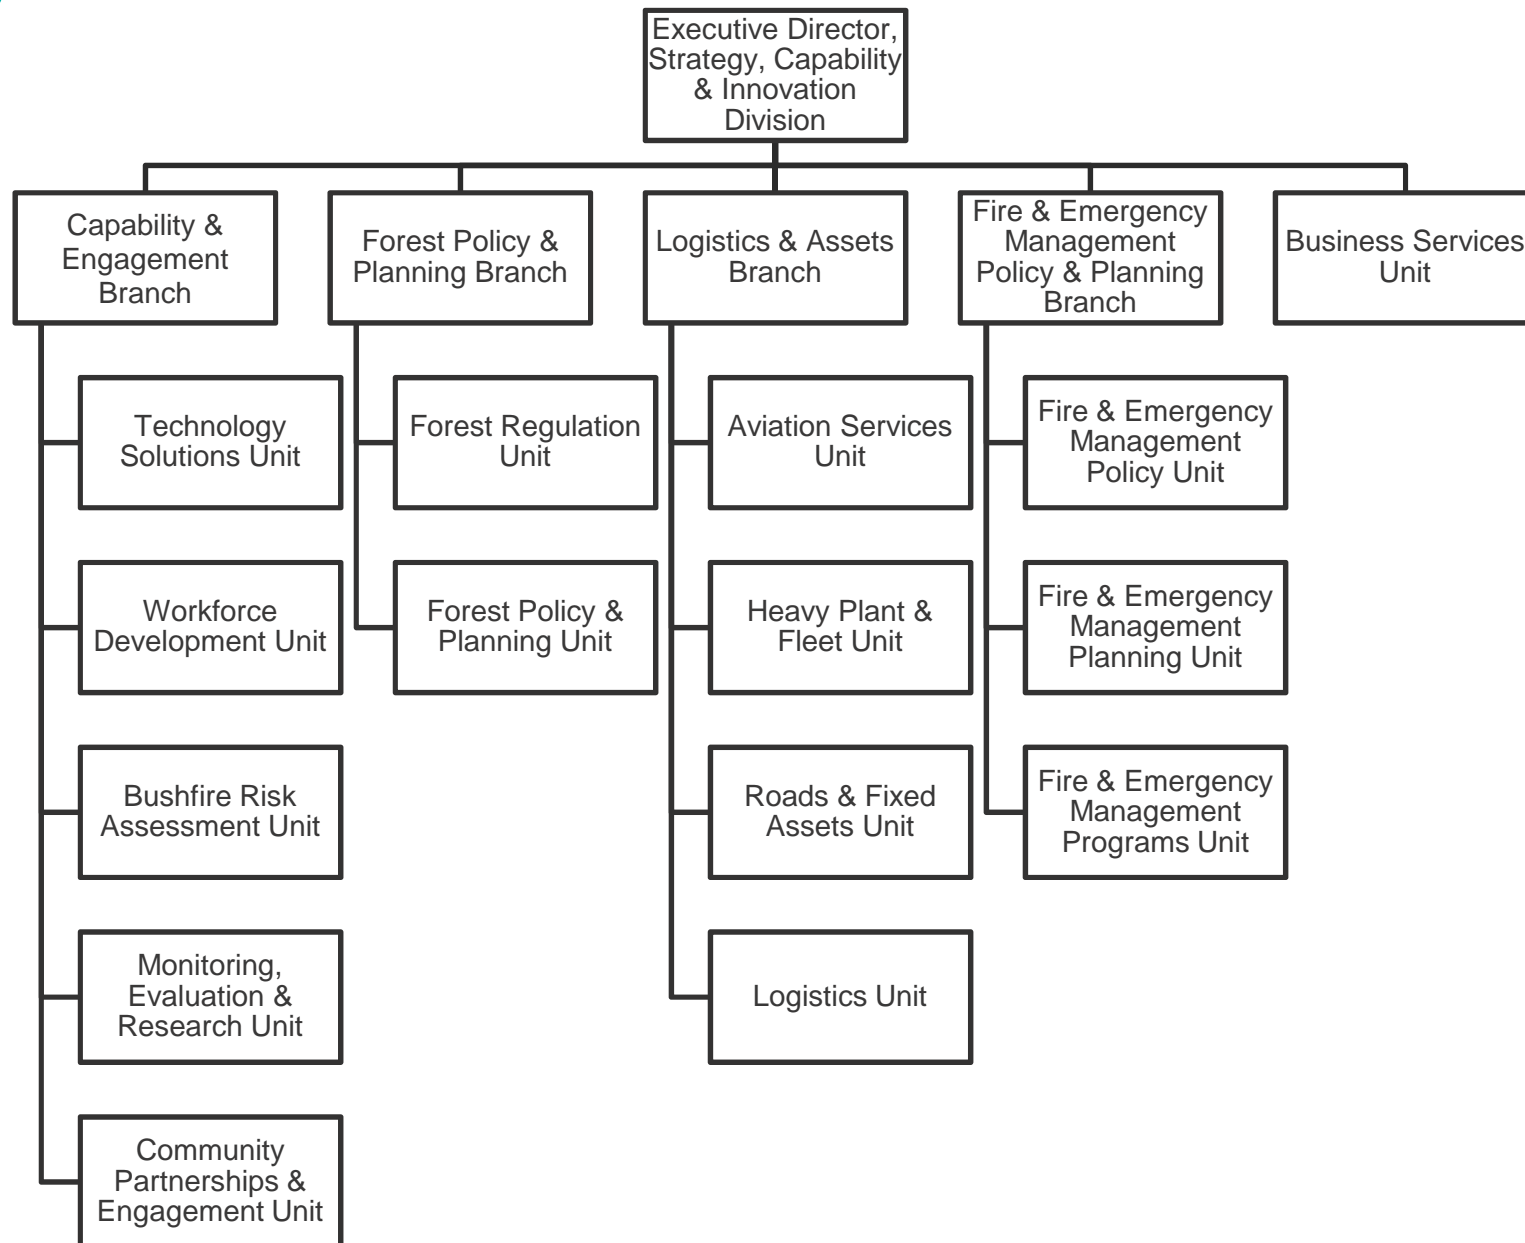 Executive Director,
Strategy, Capability
& Innovation
Division
Capability &
Engagement
Branch
Forest Policy &
Planning Branch
Logistics & Assets
Branch
Fire & Emergency
Management
Policy & Planning
Branch
Business Services
Unit
Technology
Solutions Unit
Forest Regulation
Unit
Aviation Services
Unit
Fire & Emergency
Management
Policy Unit
Workforce
Development Unit
Forest Policy &
Planning Unit
Heavy Plant &
Fleet Unit
Fire & Emergency
Management
Planning Unit
Bushfire Risk
Assessment Unit
Roads & Fixed
Assets Unit
Fire & Emergency
Management
Programs Unit
Monitoring,
Evaluation &
Research Unit
Logistics Unit
Community
Partnerships &
Engagement Unit